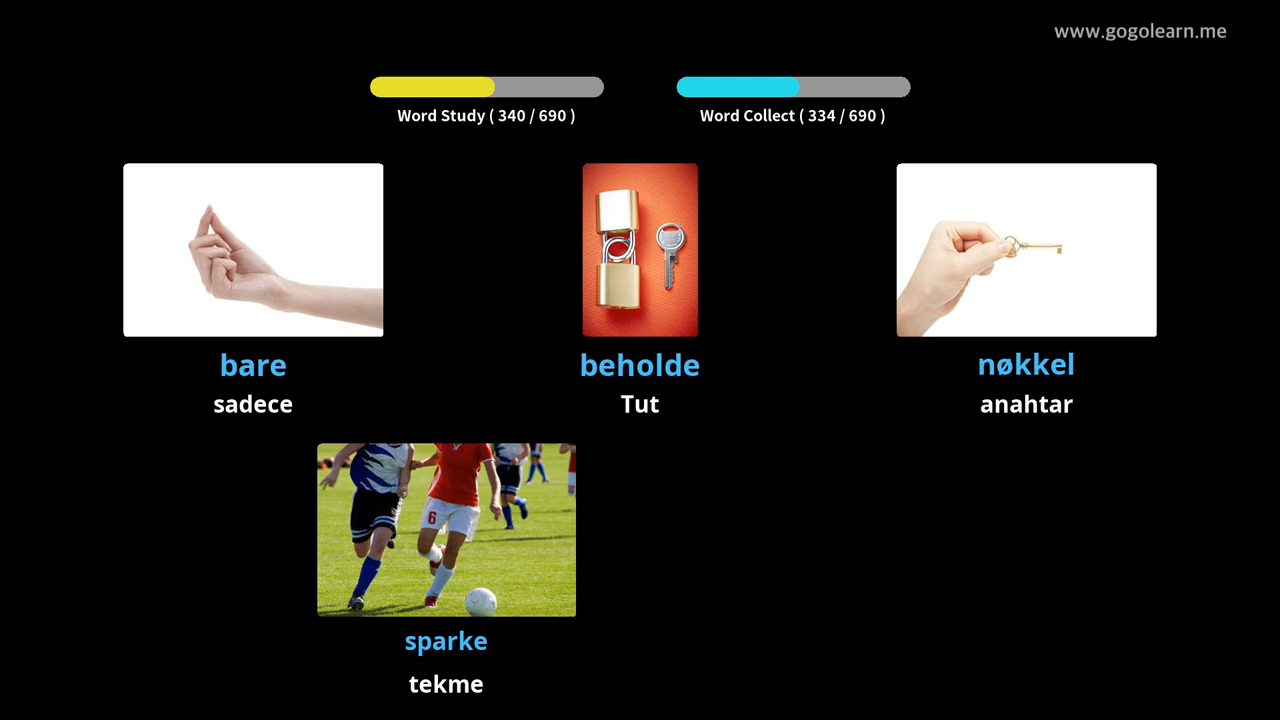 www.gogolearn.me
Word Study ( 340 / 690 )
Word Collect ( 334 / 690 )
bare
sadece
beholde
Tut
nøkkel
anahtar
6
sparke
tekme